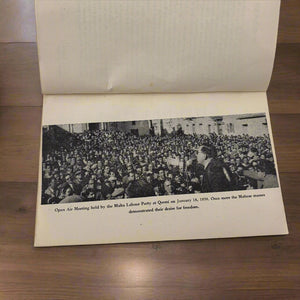 Open Air Meeting held by the Malta Labour Party at Qormi on January 18, 1959. Once more the Maltese masses
demonstrated their desire for freedom.